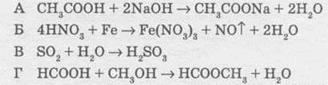 А CH₃COOH + 2NaOH → CH₃COONa + 2H₂O
Б 4HNO₃ + Fe → Fe(NO₃)₃ + NO↑ + 2H₂O
В SO₂ + H₂O → H₂SO₃
Г HCOOH + CH₃OH → HCOOCH₃ + H₂O